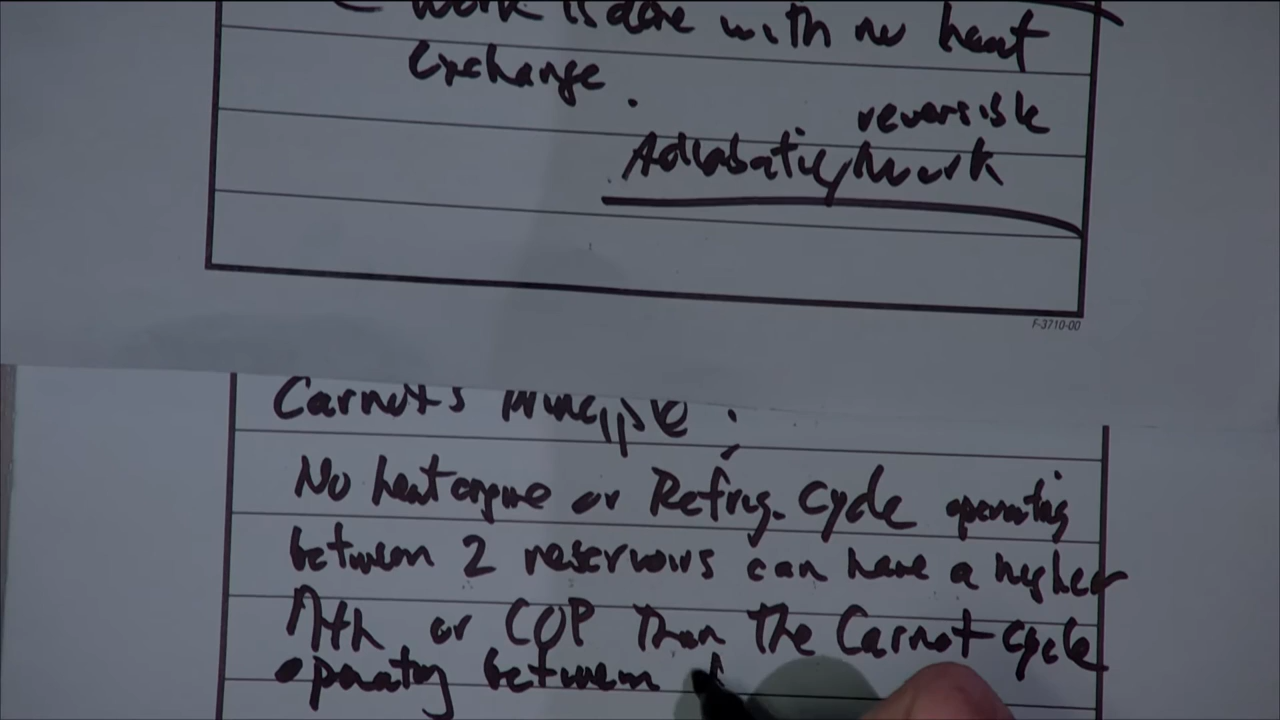 – Work is done with no heat
exchange.
reversible
Adiabatic/work
F-3710-00
Carnot's principle:
No heat engine or Refrig. cycle operating
between 2 reservoirs can have a higher
ηth or COP than the Carnot cycle
operating between